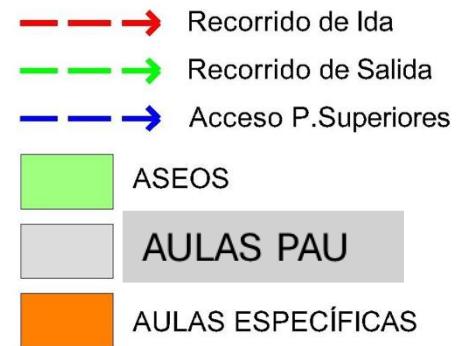 Recorrido de Ida
Recorrido de Salida
Acceso P.Superiores
ASEOS
AULAS PAU
AULAS ESPECÍFICAS